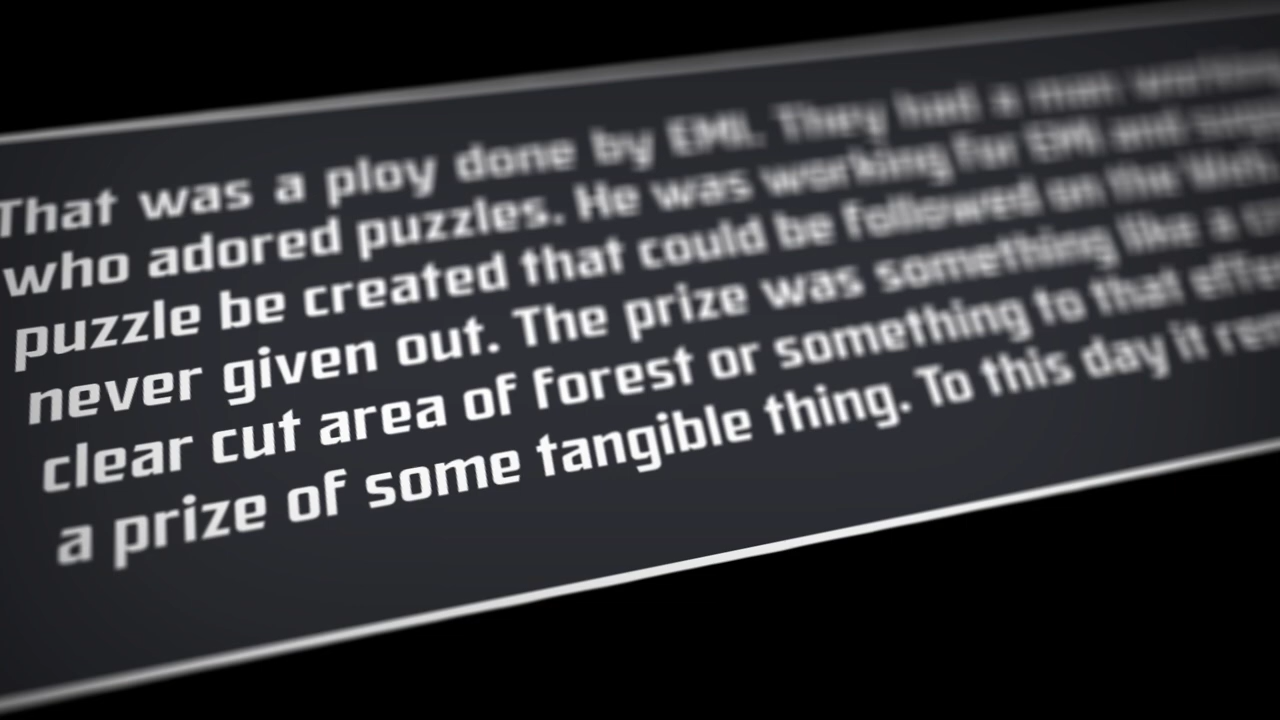 That was a ploy done by EMI. They had a man working
who adored puzzles. He was working for EMI and
puzzle be created that could be followed on the Web.
never given out. The prize was something like a
clear cut area of forest or something to that
a prize of some tangible thing. To this day it